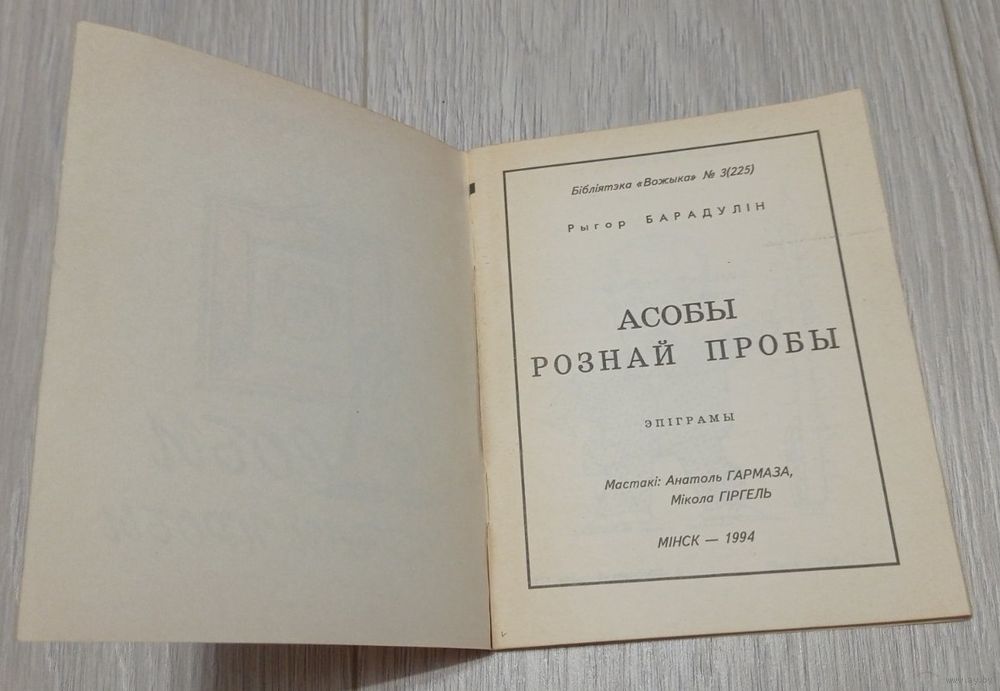 Бібліятэка «Вожыка» № 3(225)
Рыгор БАРАДУЛІН
АСОБЫ
РОЗНАЙ ПРОБЫ
ЭПІГРАМЫ
Мастакі: Анатоль ГАРМАЗА,
Мікола ГІРГЕЛЬ
МІНСК — 1994